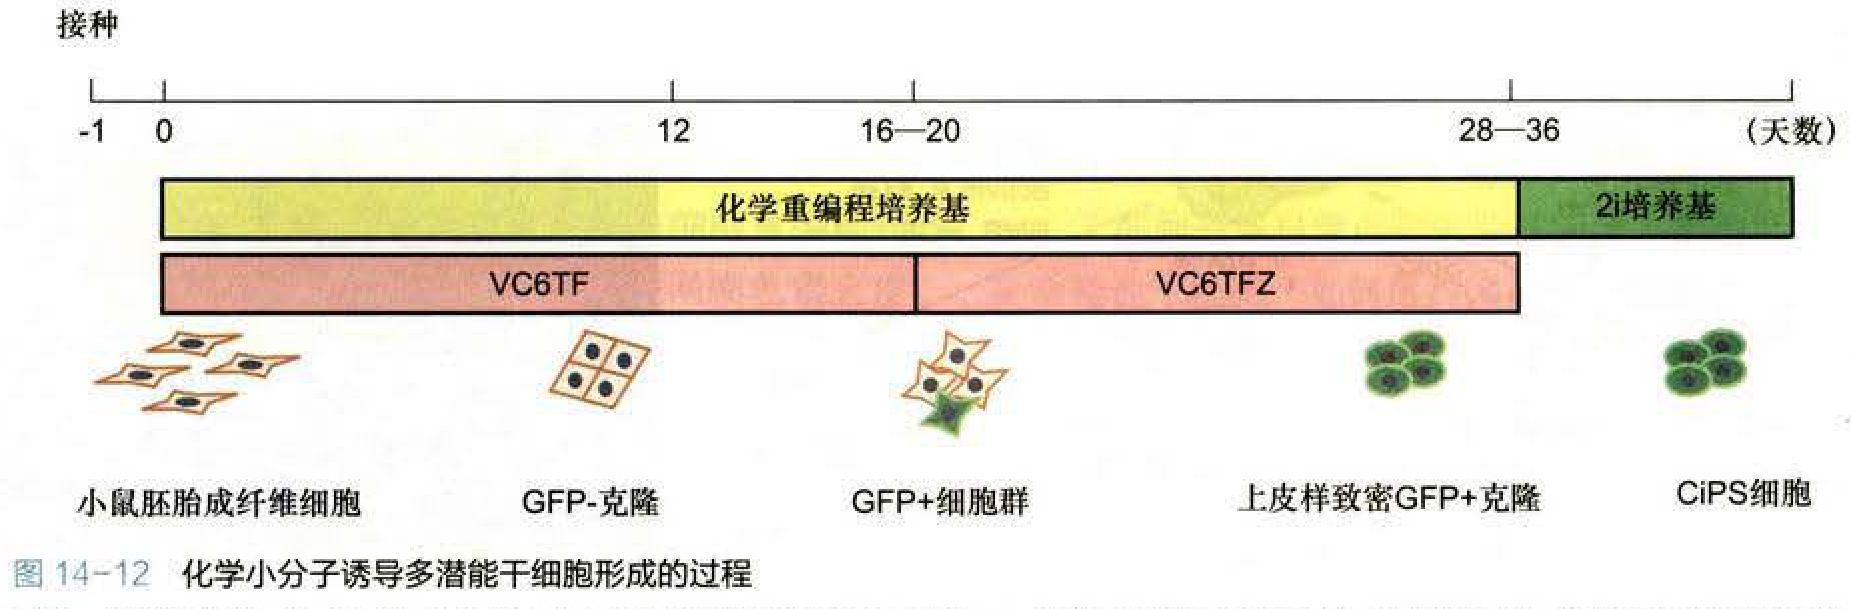 接种
-1 0 12 16—20 28—36 (天数)
化学重编程培养基 2i培养基
VC6TF VC6TFZ
小鼠胚胎成纤维细胞 GFP-克隆 GFP+细胞群 上皮样致密GFP+克隆 CiPS细胞
图 14-12 化学小分子诱导多潜能干细胞形成的过程